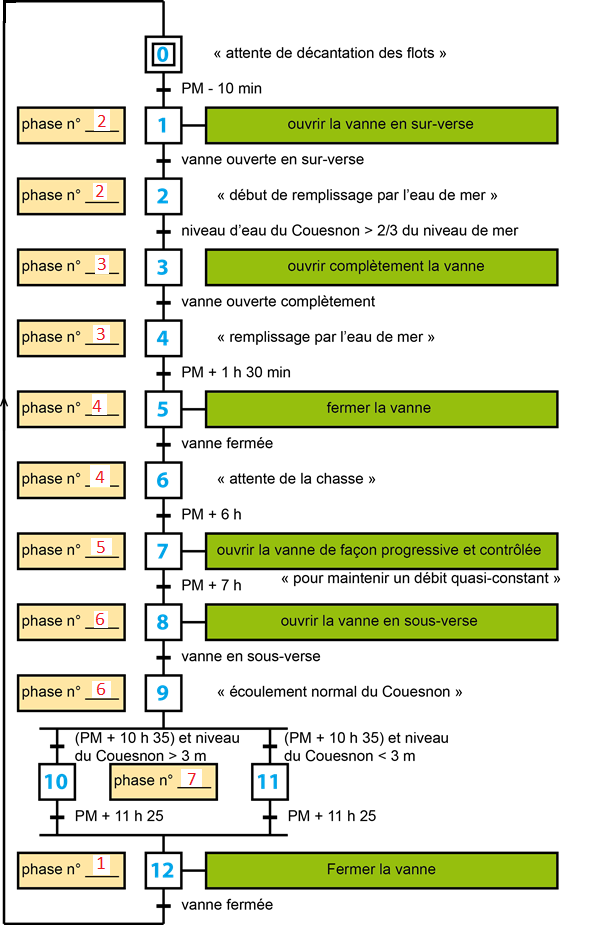 0 « attente de décantation des flots »
PM - 10 min
phase n° 2 1 ouvrir la vanne en sur-verse
vanne ouverte en sur-verse
phase n° 2 2 « début de remplissage par l'eau de mer »
niveau d'eau du Couesnon > 2/3 du niveau de mer
phase n° 3 3 ouvrir complètement la vanne
vanne ouverte complètement
phase n° 3 4 « remplissage par l'eau de mer »
PM + 1 h 30 min
phase n° 4 5 fermer la vanne
vanne fermée
phase n° 4 6 « attente de la chasse »
PM + 6 h
phase n° 5 7 ouvrir la vanne de façon progressive et contrôlée
PM + 7 h « pour maintenir un débit quasi-constant »
phase n° 6 8 ouvrir la vanne en sous-verse
vanne en sous-verse
phase n° 6 9 « écoulement normal du Couesnon »
(PM + 10 h 35) et niveau
du Couesnon > 3 m
(PM + 10 h 35) et niveau
du Couesnon < 3 m
10 phase n° 7 11
PM + 11 h 25 PM + 11 h 25
phase n° 1 12 Fermer la vanne
vanne fermée